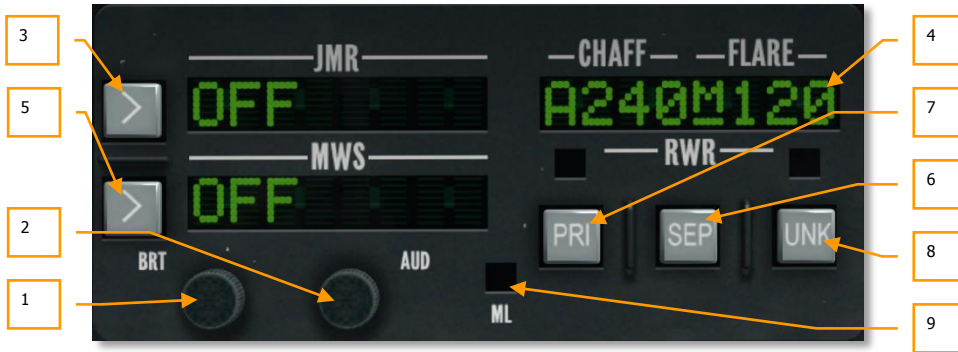 3
JMR
CHAFF
FLARE
4
>
OFF
A240M120
7
5
MWS
RWR
>
OFF
6
2
PRI
SEP
UNK
BRT
AUD
8
1
ML
9